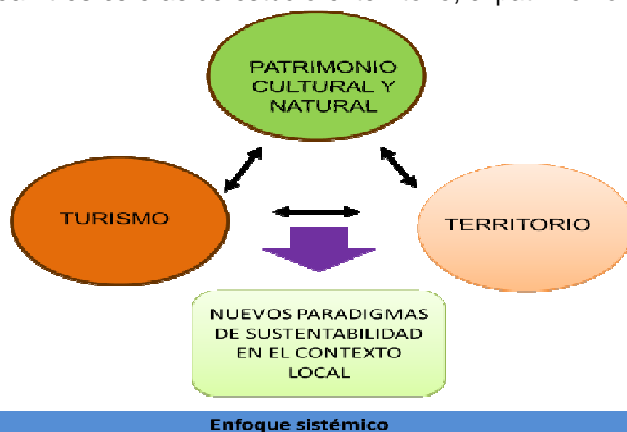 PATRIMONIO
CULTURAL Y
NATURAL
TURISMO
TERRITORIO
NUEVOS PARADIGMAS
DE SUSTENTABILIDAD
EN EL CONTEXTO
LOCAL
Enfoque sistémico